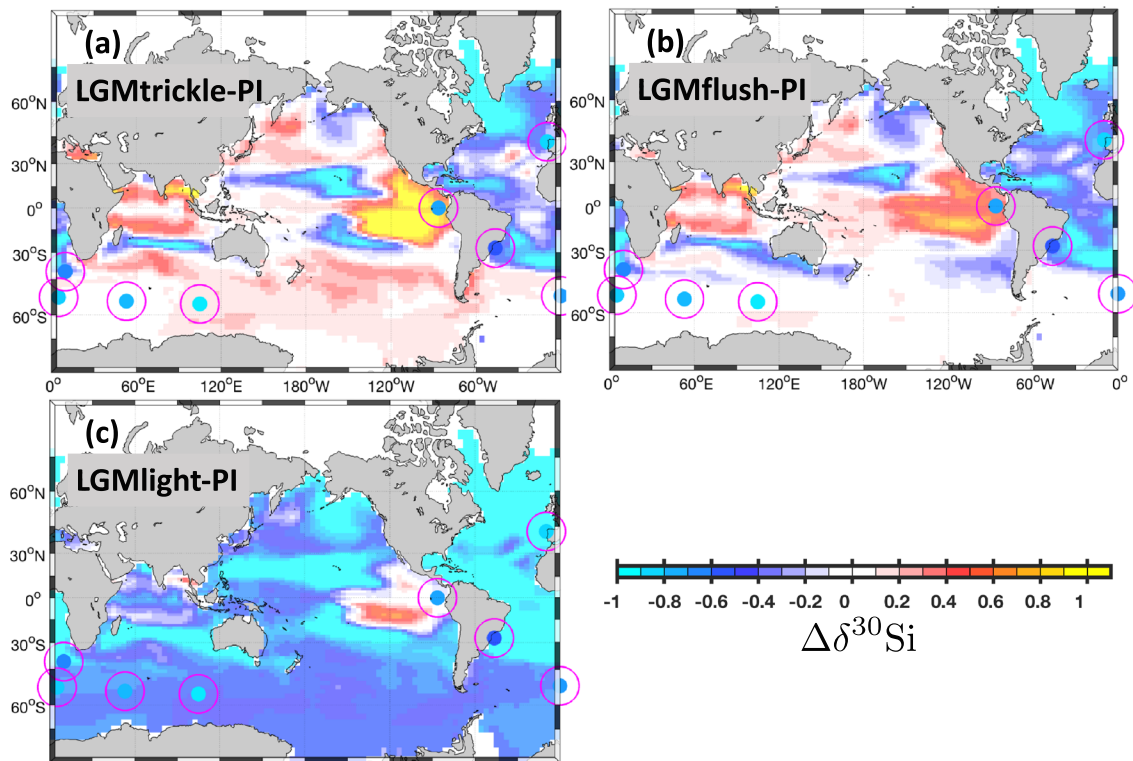 (a)
LGMtrickle-PI
60°N
30°N
0°
30°S
60°S
0° 60°E 120°E 180°W 120°W 60°W
(b)
LGMflush-PI
60°N
30°N
0°
30°S
60°S
0° 60°E 120°E 180°W 120°W 60°W 0°
(c)
LGMlight-PI
60°N
30°N
0°
30°S
60°S
-1 -0.8 -0.6 -0.4 -0.2 0 0.2 0.4 0.6 0.8 1
Δδ³⁰Si